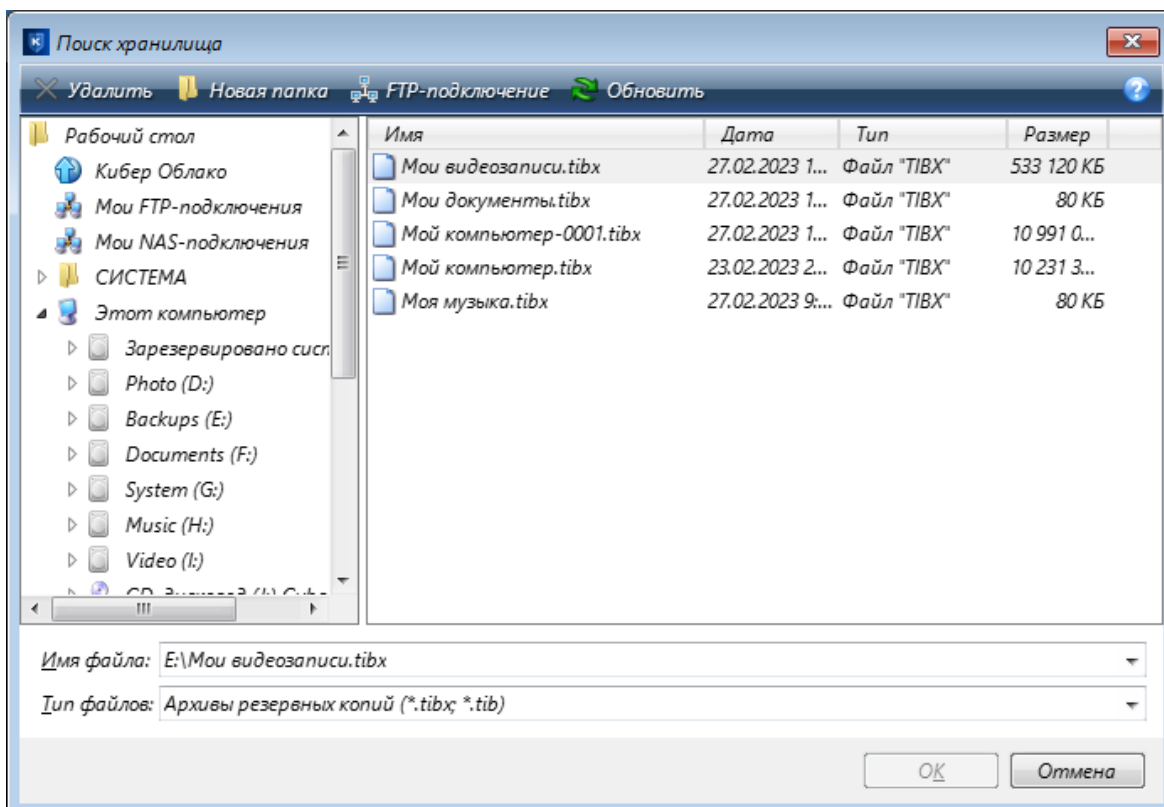 Поиск хранилища
Удалить Новая папка FTP-подключение Обновить
Рабочий стол
Кибер Облако
Мои FTP-подключения
Мои NAS-подключения
СИСТЕМА
Этот компьютер
Зарезервировано сист
Photo (D:)
Backups (E:)
Documents (F:)
System (G:)
Music (H:)
Video (I:)
Имя Дата Тип Размер
Мои видеозаписи.tibx 27.02.2023 1... Файл "TIBX" 533 120 КБ
Мои документы.tibx 27.02.2023 1... Файл "TIBX" 80 КБ
Мой компьютер-0001.tibx 27.02.2023 1... Файл "TIBX" 10 991 0...
Мой компьютер.tibx 23.02.2023 2... Файл "TIBX" 10 231 3...
Моя музыка.tibx 27.02.2023 9:... Файл "TIBX" 80 КБ
Имя файла: E:\Мои видеозаписи.tibx
Тип файлов: Архивы резервных копий (*.tibx; *.tib)
OK Отмена